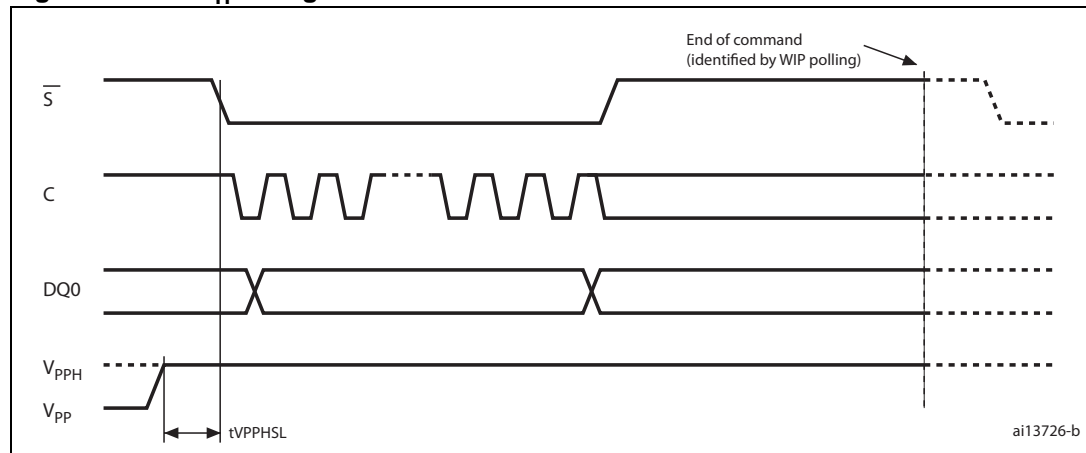 End of command
(identified by WIP polling)
S
C
DQ0
VPPH
VPP
tVPPHSL
ai13726-b